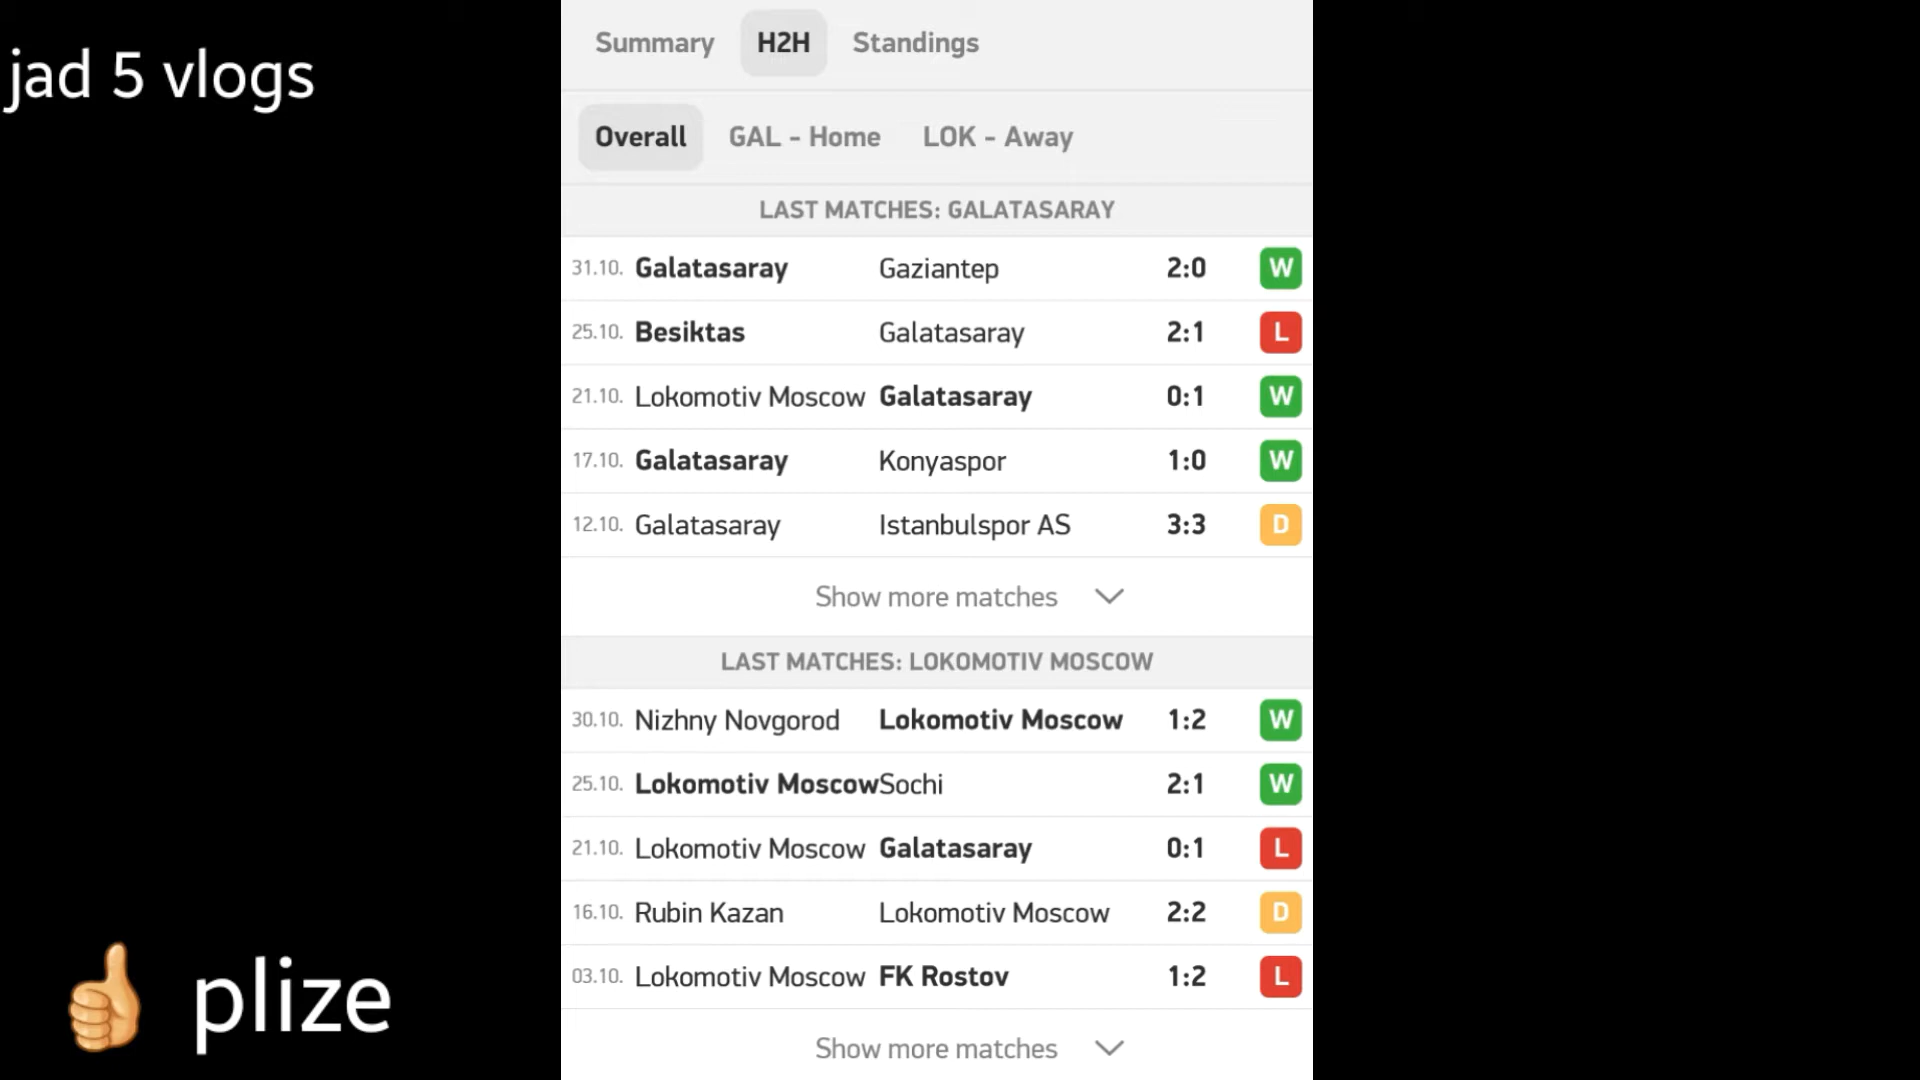 jad 5 vlogs
Summary H2H Standings
Overall GAL - Home LOK - Away
LAST MATCHES: GALATASARAY
31.10. Galatasaray Gaziantep 2:0 W
25.10. Besiktas Galatasaray 2:1 L
21.10. Lokomotiv Moscow Galatasaray 0:1 W
17.10. Galatasaray Konyaspor 1:0 W
12.10. Galatasaray Istanbulspor AS 3:3 D
Show more matches
LAST MATCHES: LOKOMOTIV MOSCOW
30.10. Nizhny Novgorod Lokomotiv Moscow 1:2 W
25.10. Lokomotiv Moscow Sochi 2:1 W
21.10. Lokomotiv Moscow Galatasaray 0:1 L
16.10. Rubin Kazan Lokomotiv Moscow 2:2 D
03.10. Lokomotiv Moscow FK Rostov 1:2 L
Show more matches
plize